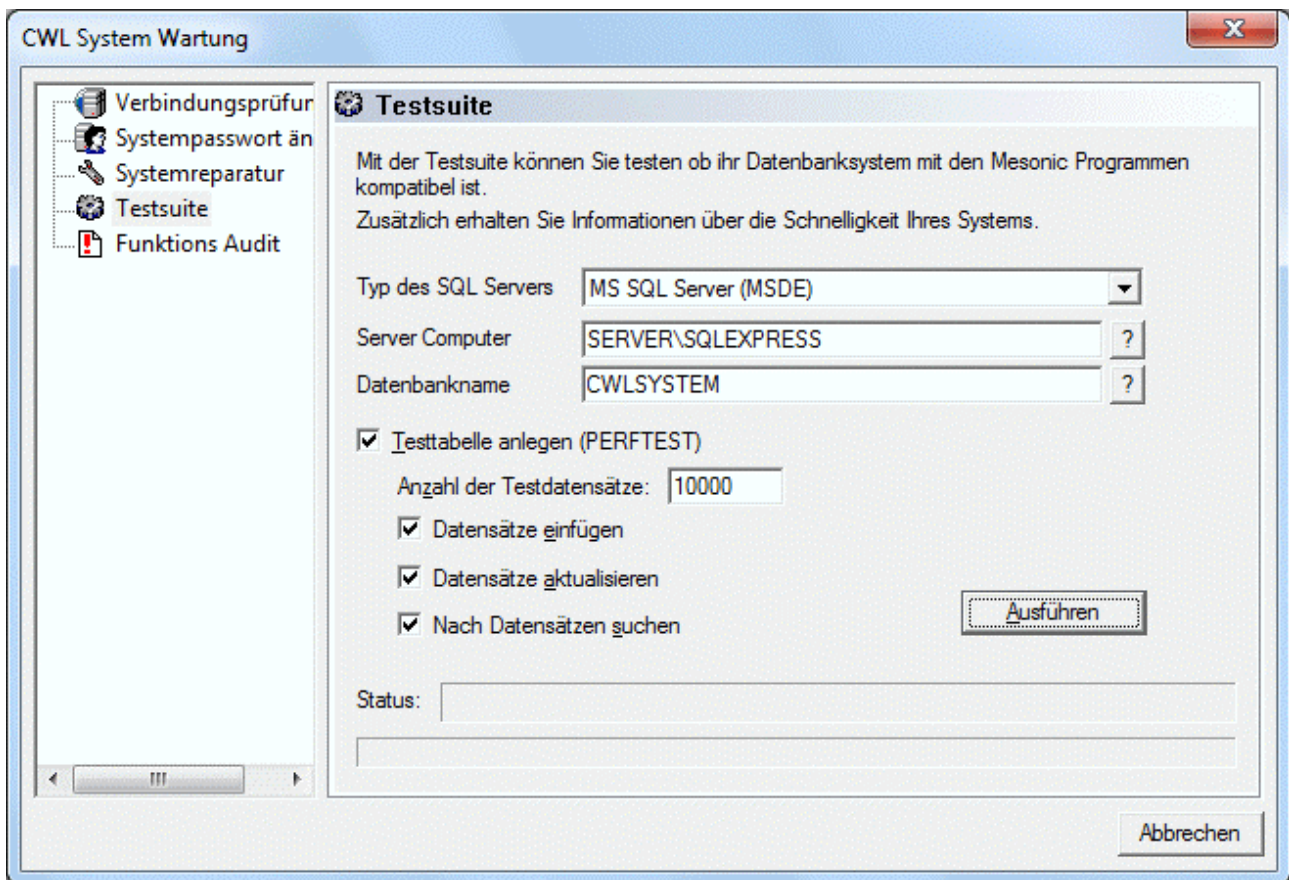 CWL System Wartung
Verbindungsprüfun
Systempasswort än
Systemreparatur
Testsuite
Funktions Audit
Testsuite
Mit der Testsuite können Sie testen ob ihr Datenbanksystem mit den Mesonic Programmen
kompatibel ist.
Zusätzlich erhalten Sie Informationen über die Schnelligkeit Ihres Systems.
Typ des SQL Servers MS SQL Server (MSDE)
Server Computer SERVER\SQLEXPRESS ?
Datenbankname CWLSYSTEM ?
Testtabelle anlegen (PERFTEST)
Anzahl der Testdatensätze: 10000
Datensätze einfügen
Datensätze aktualisieren
Nach Datensätzen suchen
Ausführen
Status:
Abbrechen